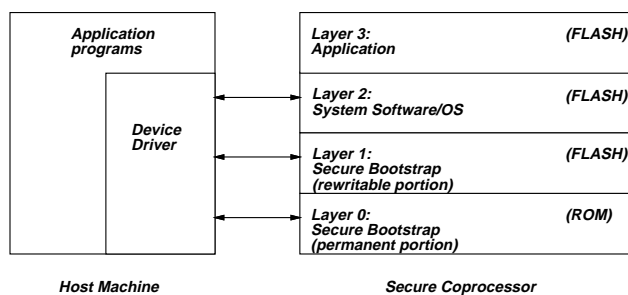 Application
programs
Device
Driver
Host Machine
Layer 3:
Application
(FLASH)
Layer 2:
System Software/OS
(FLASH)
Layer 1:
Secure Bootstrap
(rewritable portion)
(FLASH)
Layer 0:
Secure Bootstrap
(permanent portion)
(ROM)
Secure Coprocessor